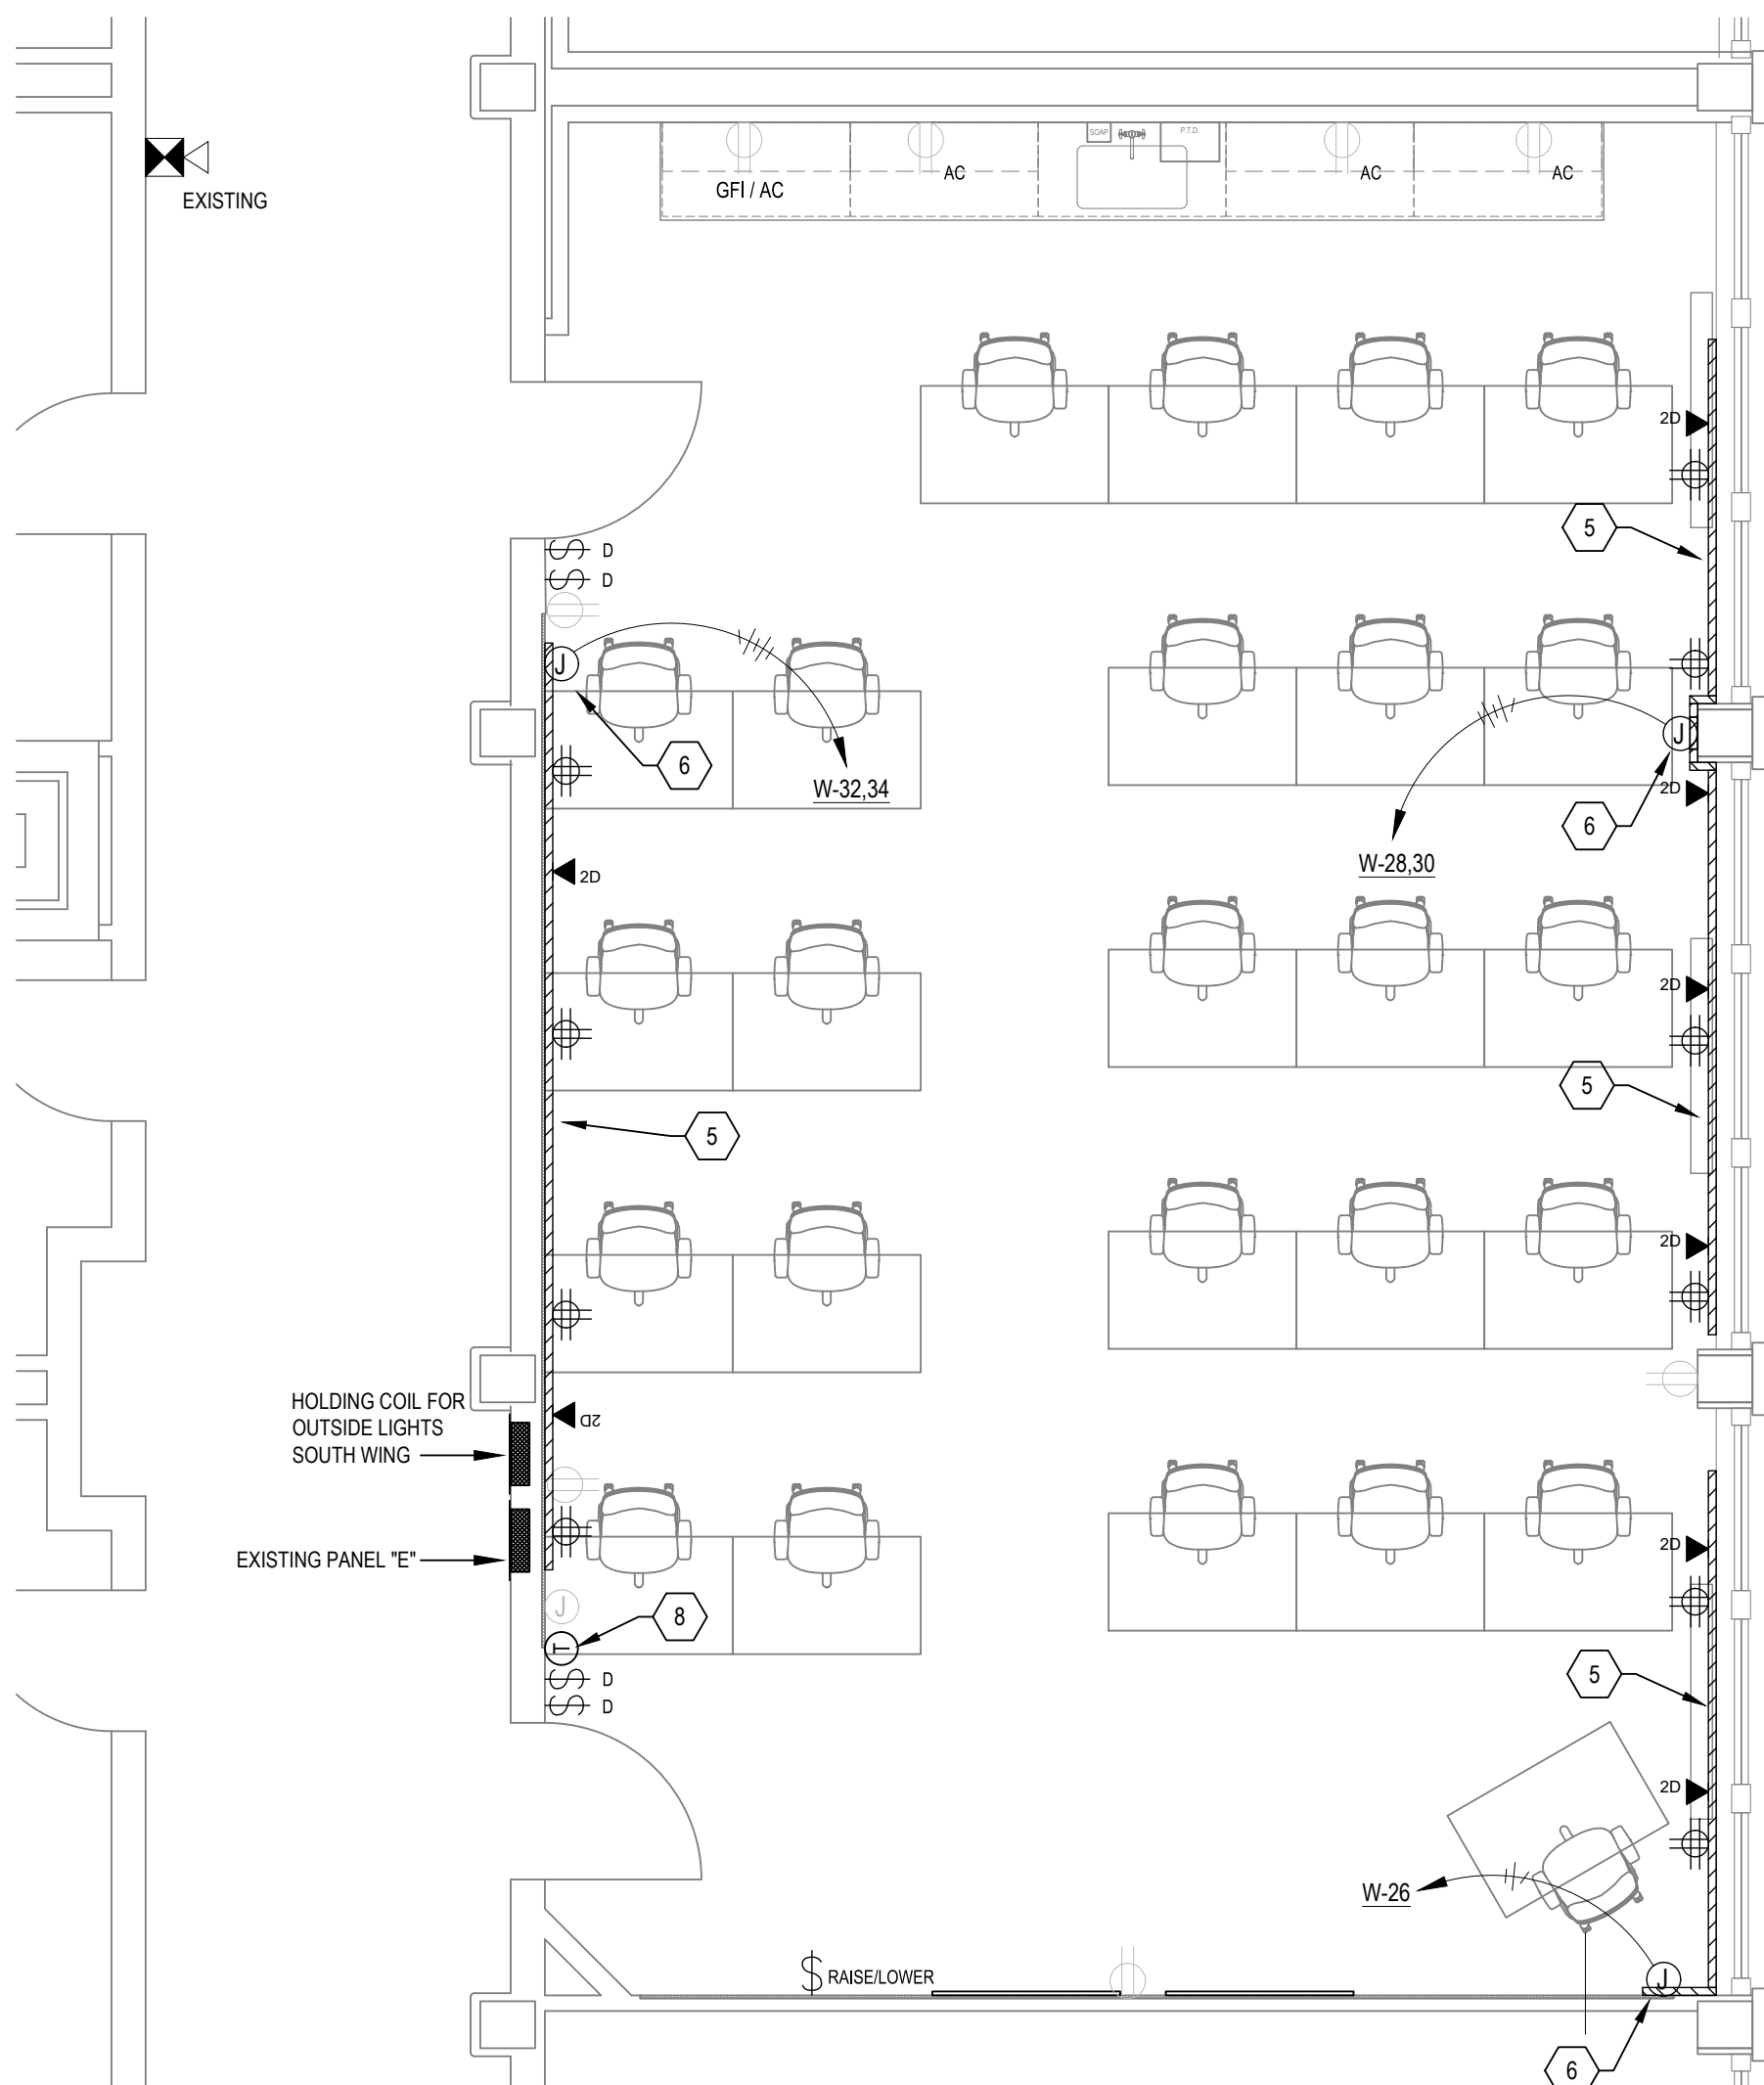 SOAP
P.T.D.
EXISTING
GFI / AC
AC
AC
AC
2D
5
D
D
J
6
W-32,34
J
2D
6
W-28,30
2D
2D
5
5
2D
HOLDING COIL FOR
OUTSIDE LIGHTS
SOUTH WING
2D
EXISTING PANEL "E"
2D
J
8
T
D
D
5
2D
W-26
$ RAISE/LOWER
J
6